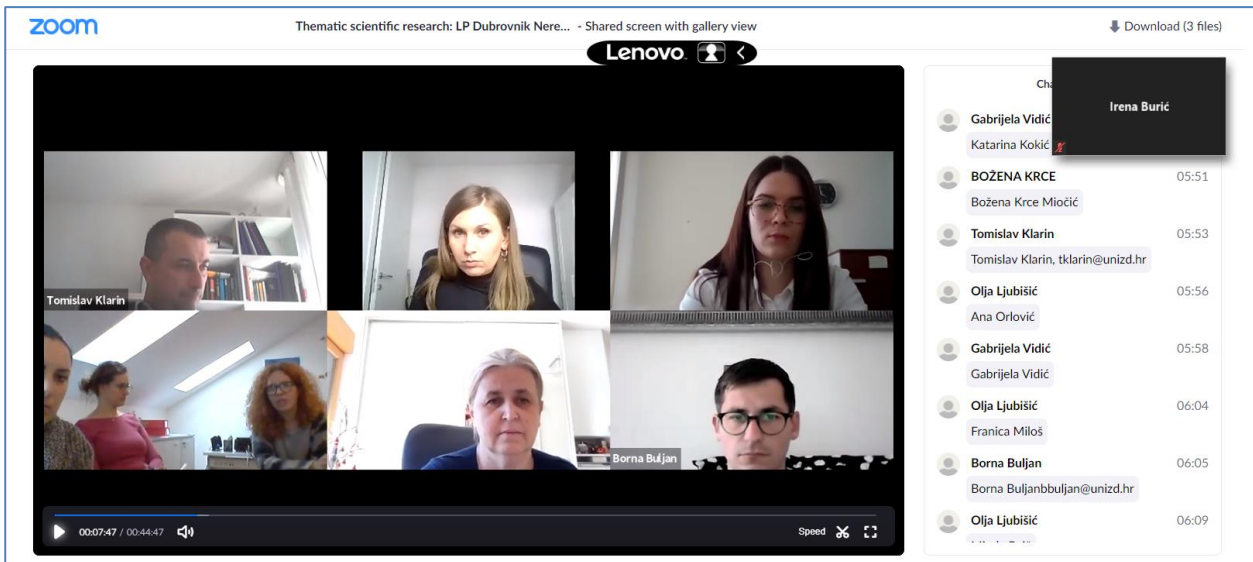 zoom
Thematic scientific research: LP Dubrovnik Nere... - Shared screen with gallery view
Download (3 files)
Lenovo
Irena Burić
Gabrijela Vidić
Katarina Kokić
BOŽENA KRCE 05:51
Božena Krce Miočić
Tomislav Klarin 05:53
Tomislav Klarin, tklarin@unizd.hr
Olja Ljubišić 05:56
Ana Orlović
Gabrijela Vidić 05:58
Gabrijela Vidić
Olja Ljubišić 06:04
Franica Miloš
Borna Buljan 06:05
Borna Buljanbbuljan@unizd.hr
Olja Ljubišić 06:09
Tomislav Klarin
Borna Buljan
00:07:47 / 00:44:47
Speed